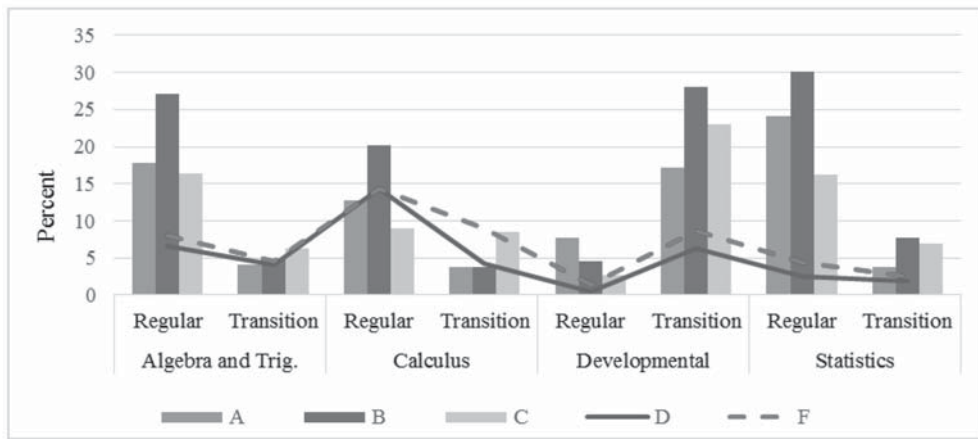 35
30
25
20
15
10
5
0
Percent
Regular Transition Regular Transition Regular Transition Regular Transition
Algebra and Trig. Calculus Developmental Statistics
A B C D F